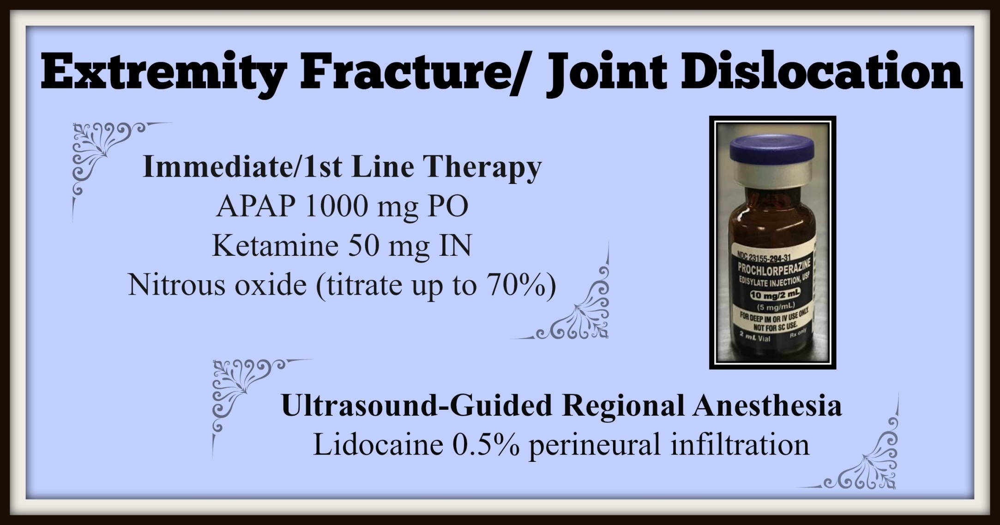 Extremity Fracture/ Joint Dislocation
Immediate/1st Line Therapy
APAP 1000 mg PO
Ketamine 50 mg IN
Nitrous oxide (titrate up to 70%)
NDC 23155-294-31
PROCHLORPERAZINE
EDISYLATE INJECTION, USP
10 mg/2 mL
(5 mg/mL)
FOR DEEP IM OR IV USE ONLY.
NOT FOR SC USE.
2 mL Vial Rx only
Ultrasound-Guided Regional Anesthesia
Lidocaine 0.5% perineural infiltration